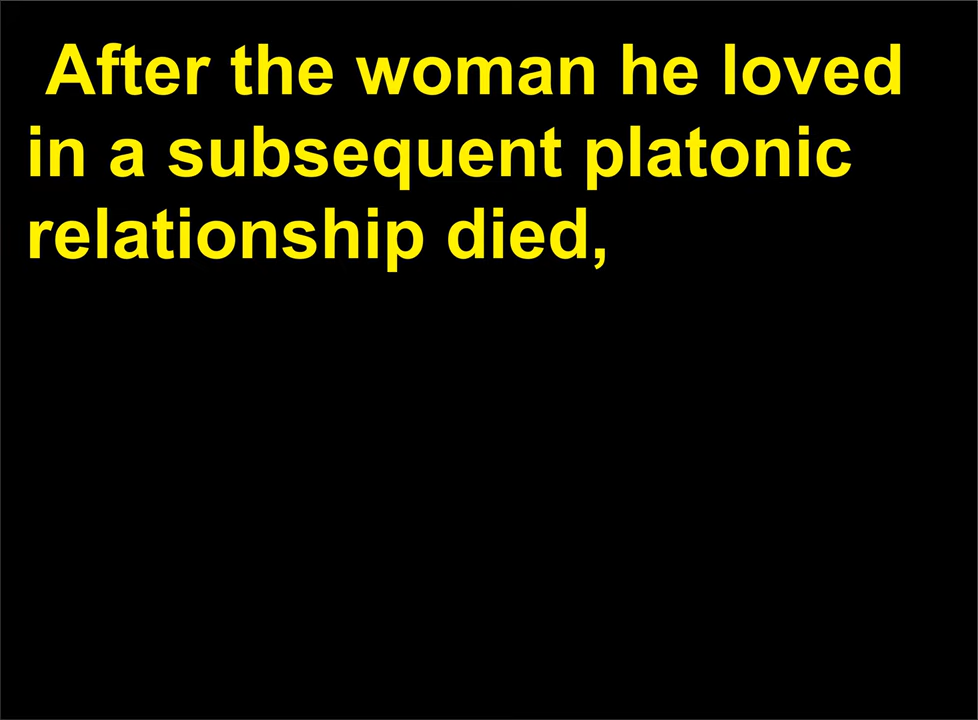 After the woman he loved
in a subsequent platonic
relationship died,